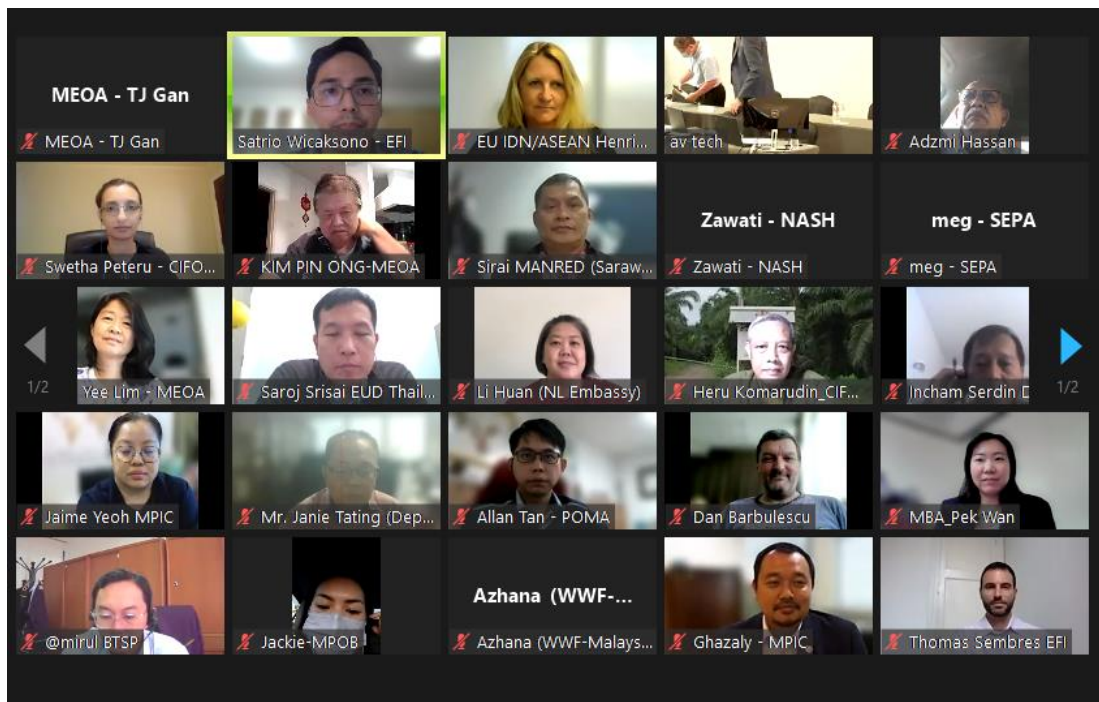 MEOA - TJ Gan
MEOA - TJ Gan
Satrio Wicaksono - EFI
EU IDN/ASEAN Henri...
av tech
Adzmi Hassan
Swetha Peteru - CIFO...
KIM PIN ONG-MEOA
Sirai MANRED (Saraw...
Zawati - NASH
Zawati - NASH
meg - SEPA
meg - SEPA
1/2
Yee Lim - MEOA
Saroj Srisai EUD Thail...
Li Huan (NL Embassy)
Heru Komarudin_CIF...
Incham Serdin D
1/2
Jaime Yeoh MPIC
Mr. Janie Tating (Dep...
Allan Tan - POMA
Dan Barbulescu
MBA_Pek Wan
@mirul BTSP
Jackie-MPOB
Azhana (WWF-...
Azhana (WWF-Malays...
Ghazaly - MPIC
Thomas Sembres EFI